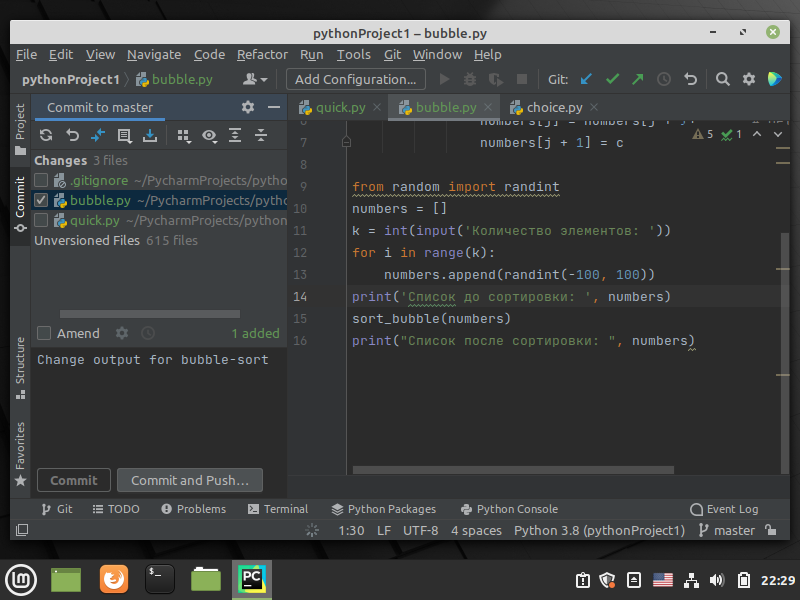 pythonProject1 – bubble.py
File Edit View Navigate Code Refactor Run Tools Git Window Help
pythonProject1 bubble.py Add Configuration... Git:
Project
Commit
Structure
Favorites
Commit to master
Changes 3 files
.gitignore ~/PycharmProjects/pytho
bubble.py ~/PycharmProjects/pytho
quick.py ~/PycharmProjects/python
Unversioned Files 615 files
Amend 1 added
Change output for bubble-sort
Commit Commit and Push...
quick.py bubble.py choice.py
5 1
7 numbers[j + 1] = c
8
9 from random import randint
10 numbers = []
11 k = int(input('Количество элементов: '))
12 for i in range(k):
13 numbers.append(randint(-100, 100))
14 print('Список до сортировки: ', numbers)
15 sort_bubble(numbers)
16 print("Список после сортировки: ", numbers)
Git TODO Problems Terminal Python Packages Python Console Event Log
1:30 LF UTF-8 4 spaces Python 3.8 (pythonProject1) master
lm $_ PC 22:29